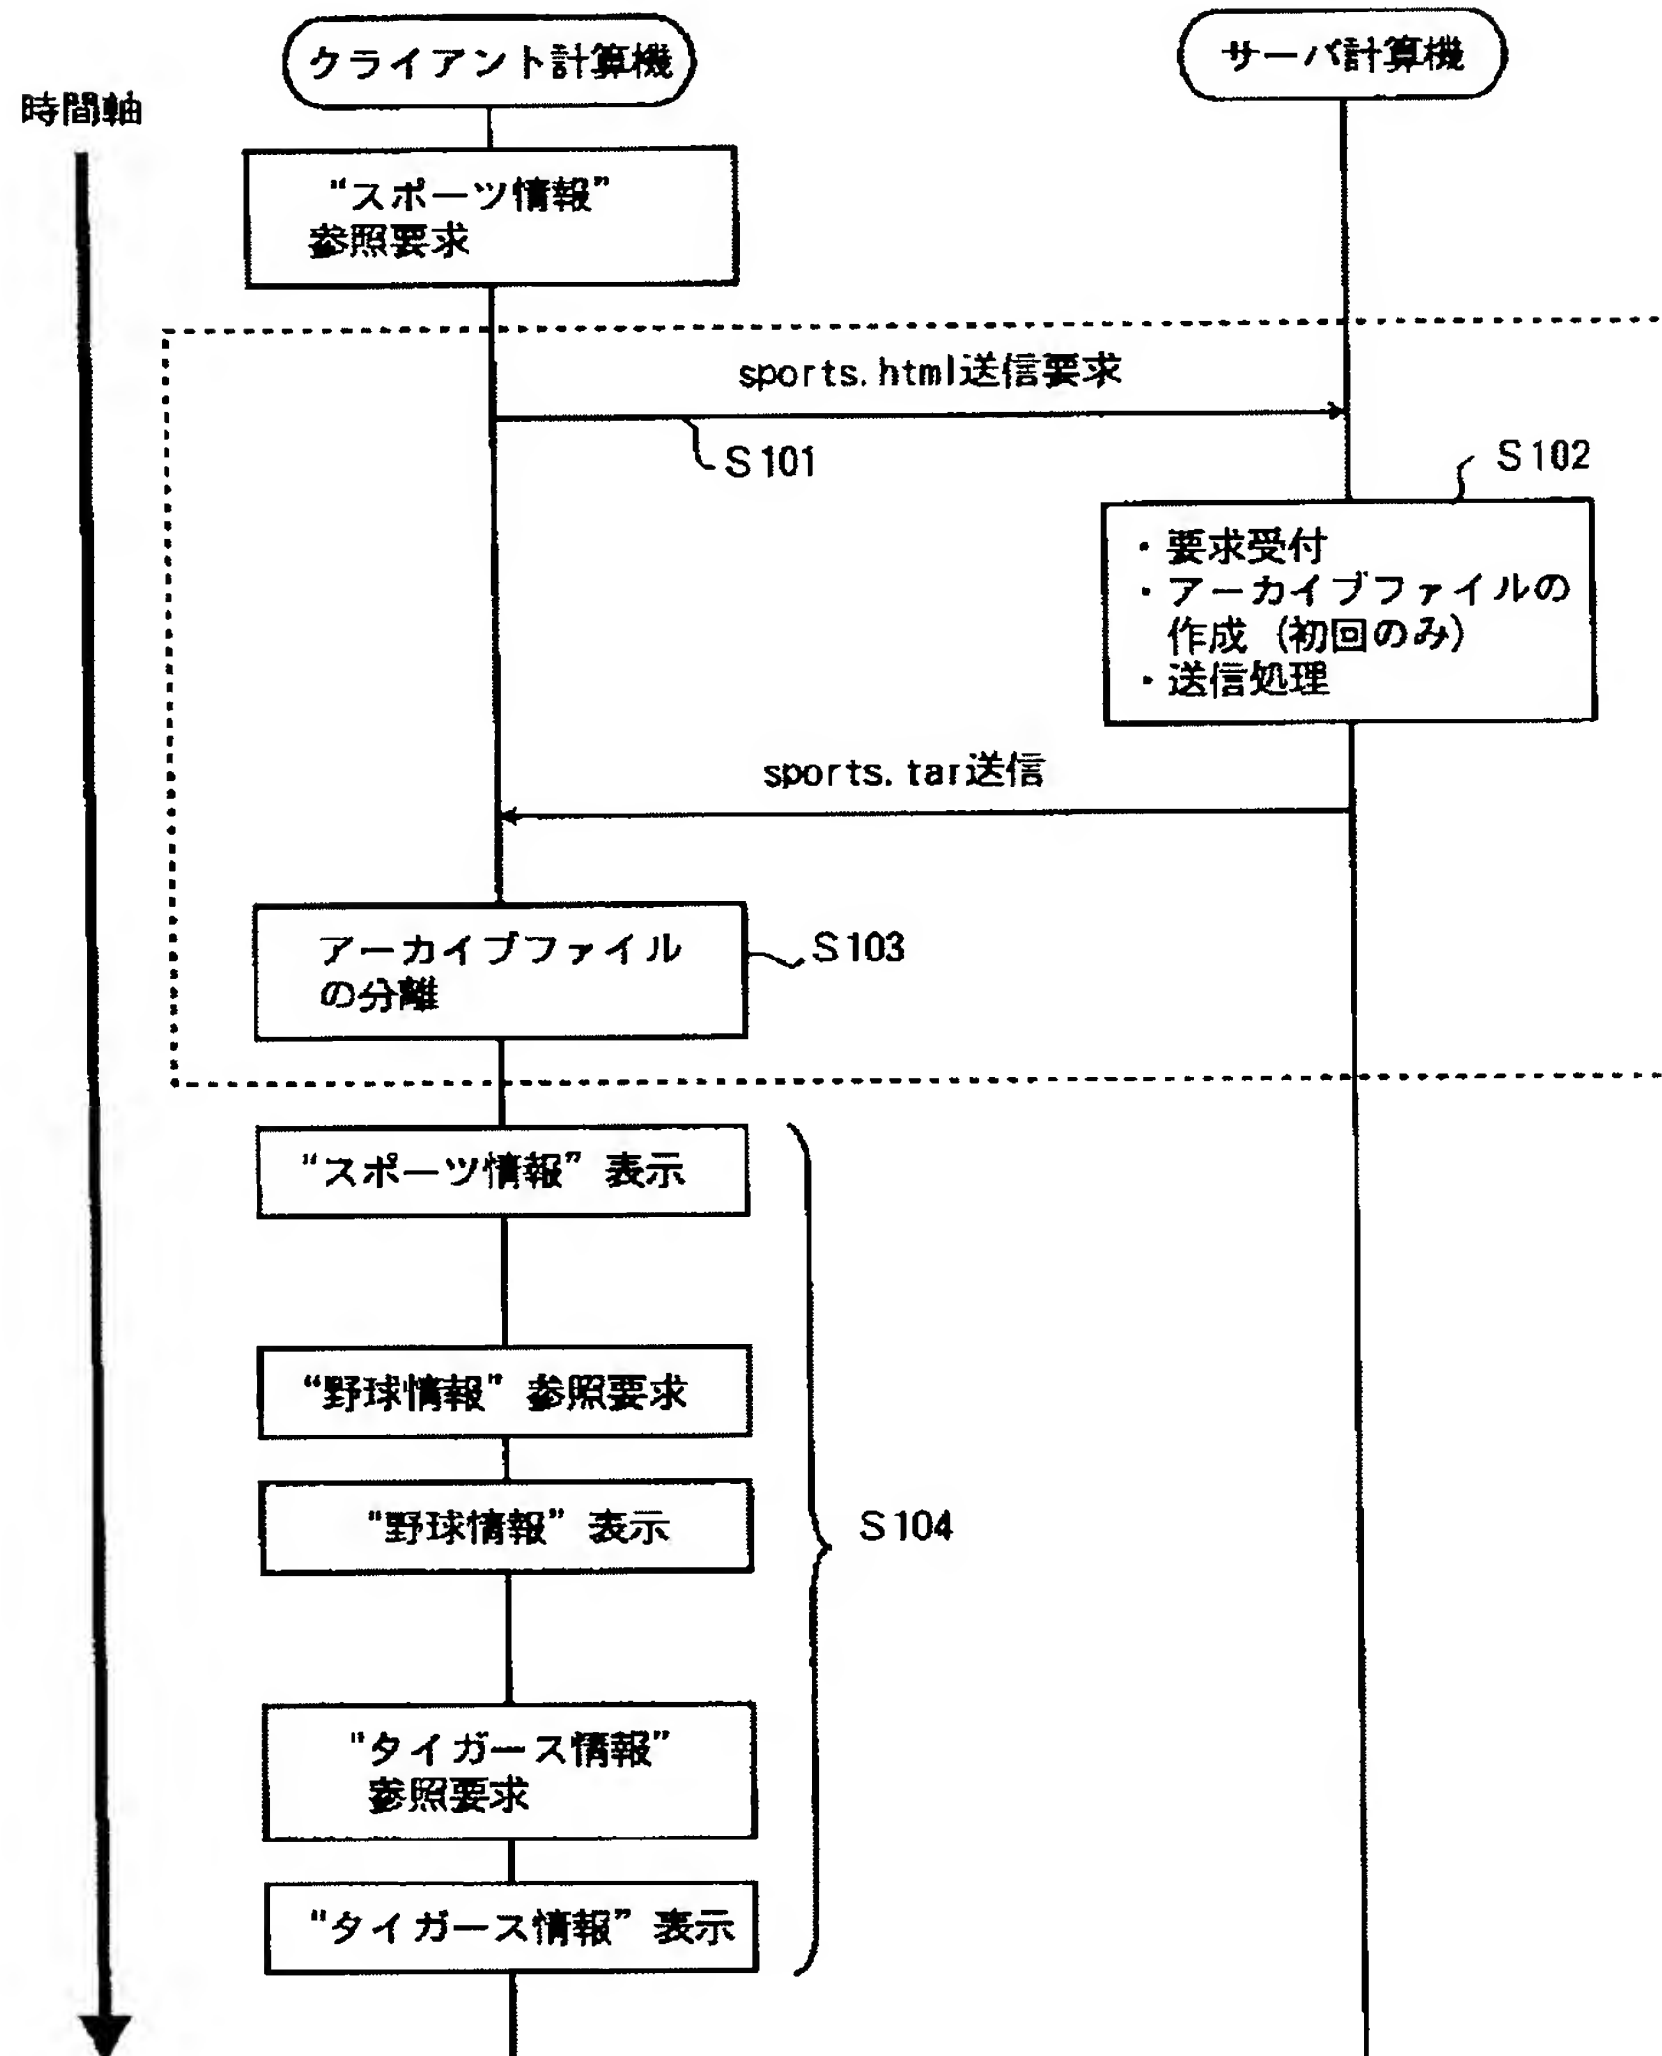 クライアント計算機
サーバ計算機
時間軸
“スポーツ情報”
参照要求
sports.html送信要求
S101
S102
・要求受付
・アーカイブファイルの
作成（初回のみ）
・送信処理
sports.tar送信
アーカイブファイル
の分離
S103
“スポーツ情報” 表示
“野球情報” 参照要求
“野球情報” 表示
S104
“タイガース情報”
参照要求
“タイガース情報” 表示